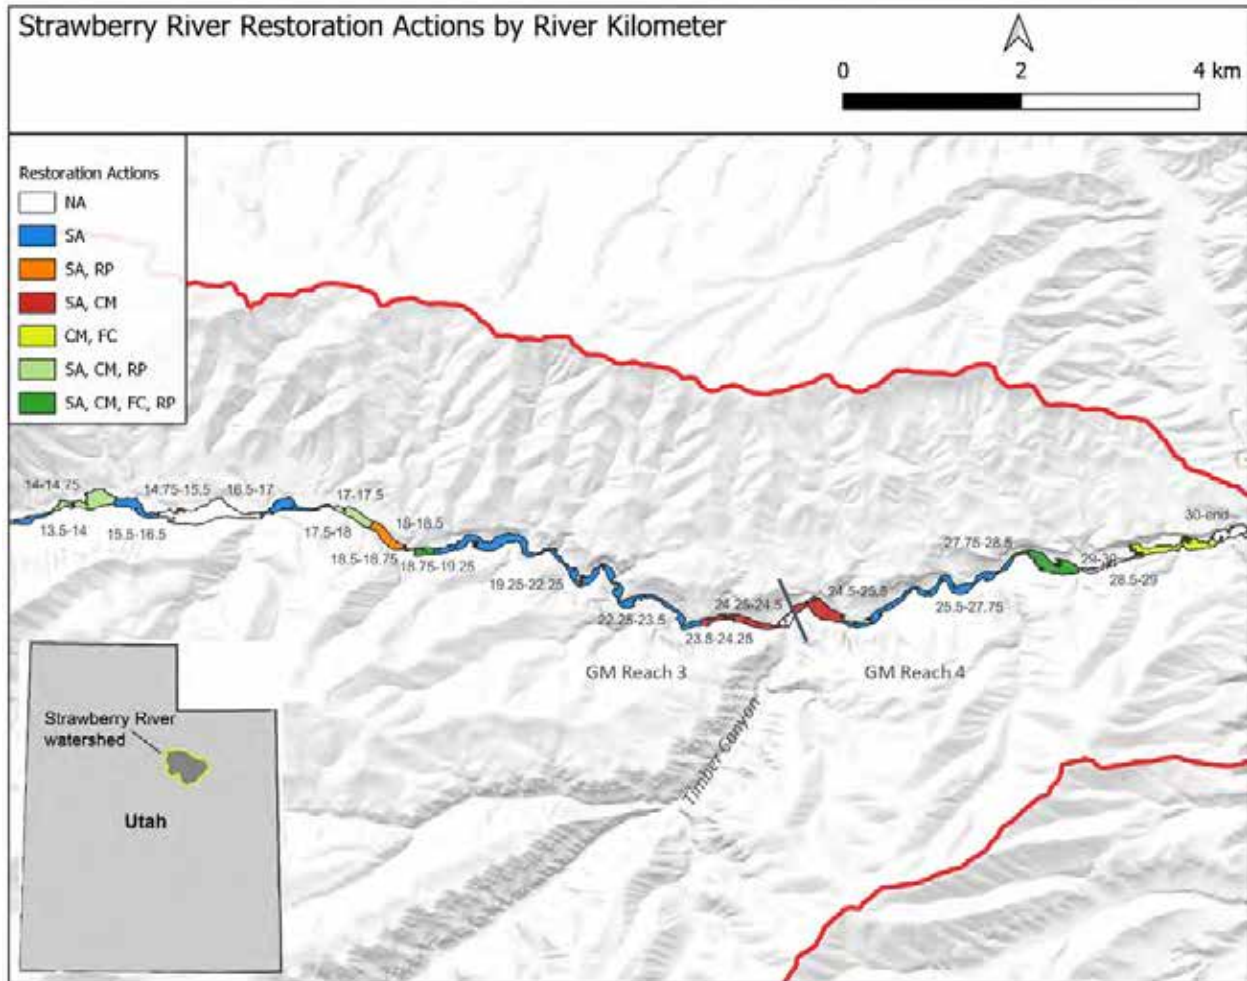 Strawberry River Restoration Actions by River Kilometer
0 2 4 km
Restoration Actions
NA
SA
SA, RP
SA, CM
CM, FC
SA, CM, RP
SA, CM, FC, RP
14-14.75
14.75-15.5
16.5-17
17-17.5
13.5-14
15.5-16.5
17.5-18
18-18.5
18.5-18.75
18.75-19.25
19.25-22.25
22.25-23.5
24.25-24.5
23.5-24.25
24.5-25.5
25.5-27.75
27.75-28.5
29-30
28.5-29
30-end
GM Reach 3
GM Reach 4
Timber Canyon
Strawberry River
watershed
Utah